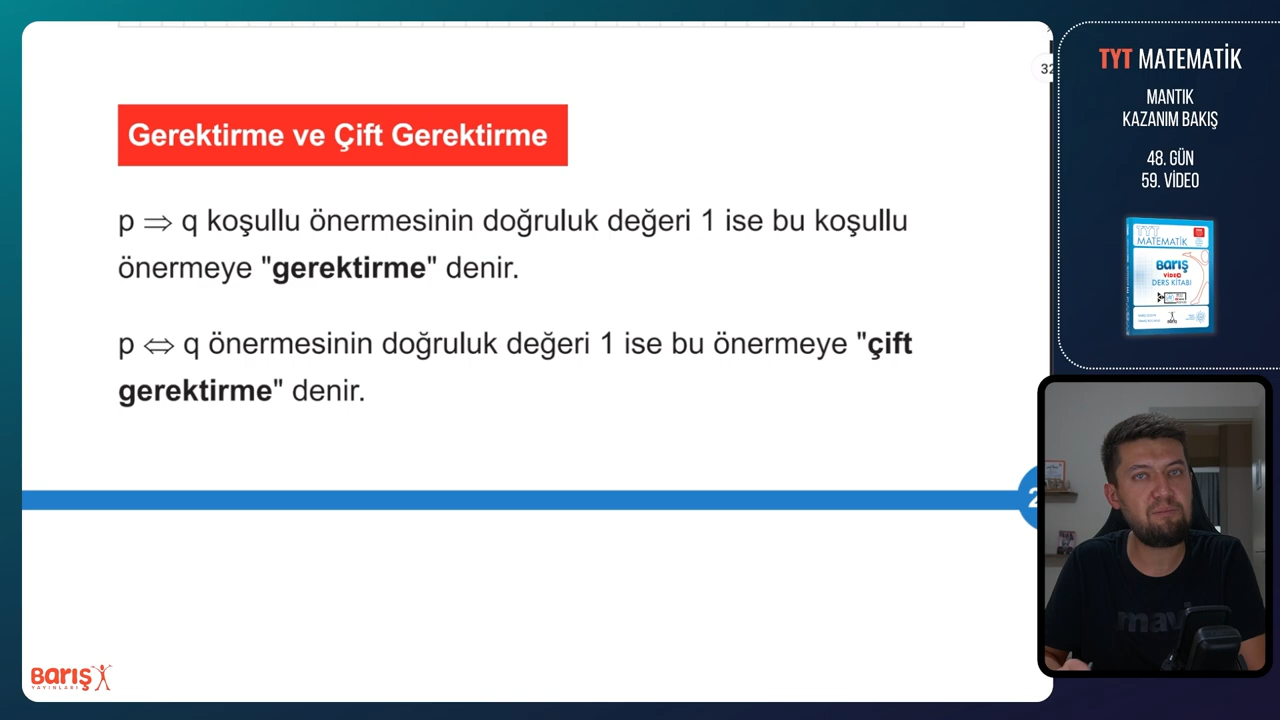 Gerektirme ve Çift Gerektirme
p ⇒ q koşullu önermesinin doğruluk değeri 1 ise bu koşullu
önermeye "gerektirme" denir.
p ⇔ q önermesinin doğruluk değeri 1 ise bu önermeye "çift
gerektirme" denir.
TYT MATEMATİK
MANTIK
KAZANIM BAKIŞ
48. GÜN
59. VİDEO
TYT
MATEMATİK
BARIŞ
VİDEO
DERS KİTABI
mavi
BARIŞ
YAYINLARI